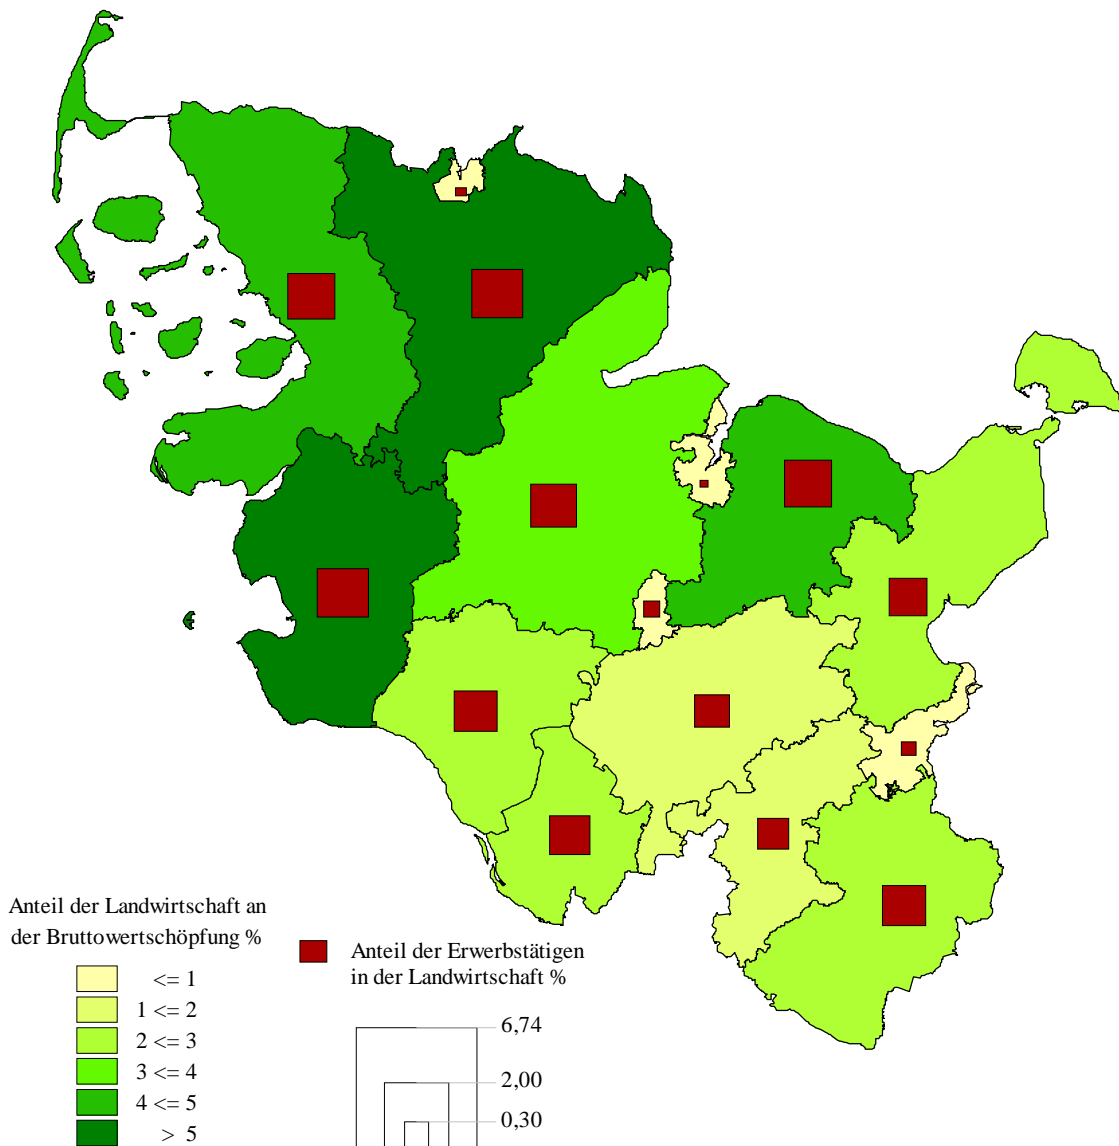 Anteil der Landwirtschaft an
der Bruttowertschöpfung %
<= 1
1 <= 2
2 <= 3
3 <= 4
4 <= 5
> 5
Anteil der Erwerbstätigen
in der Landwirtschaft %
6,74
2,00
0,30